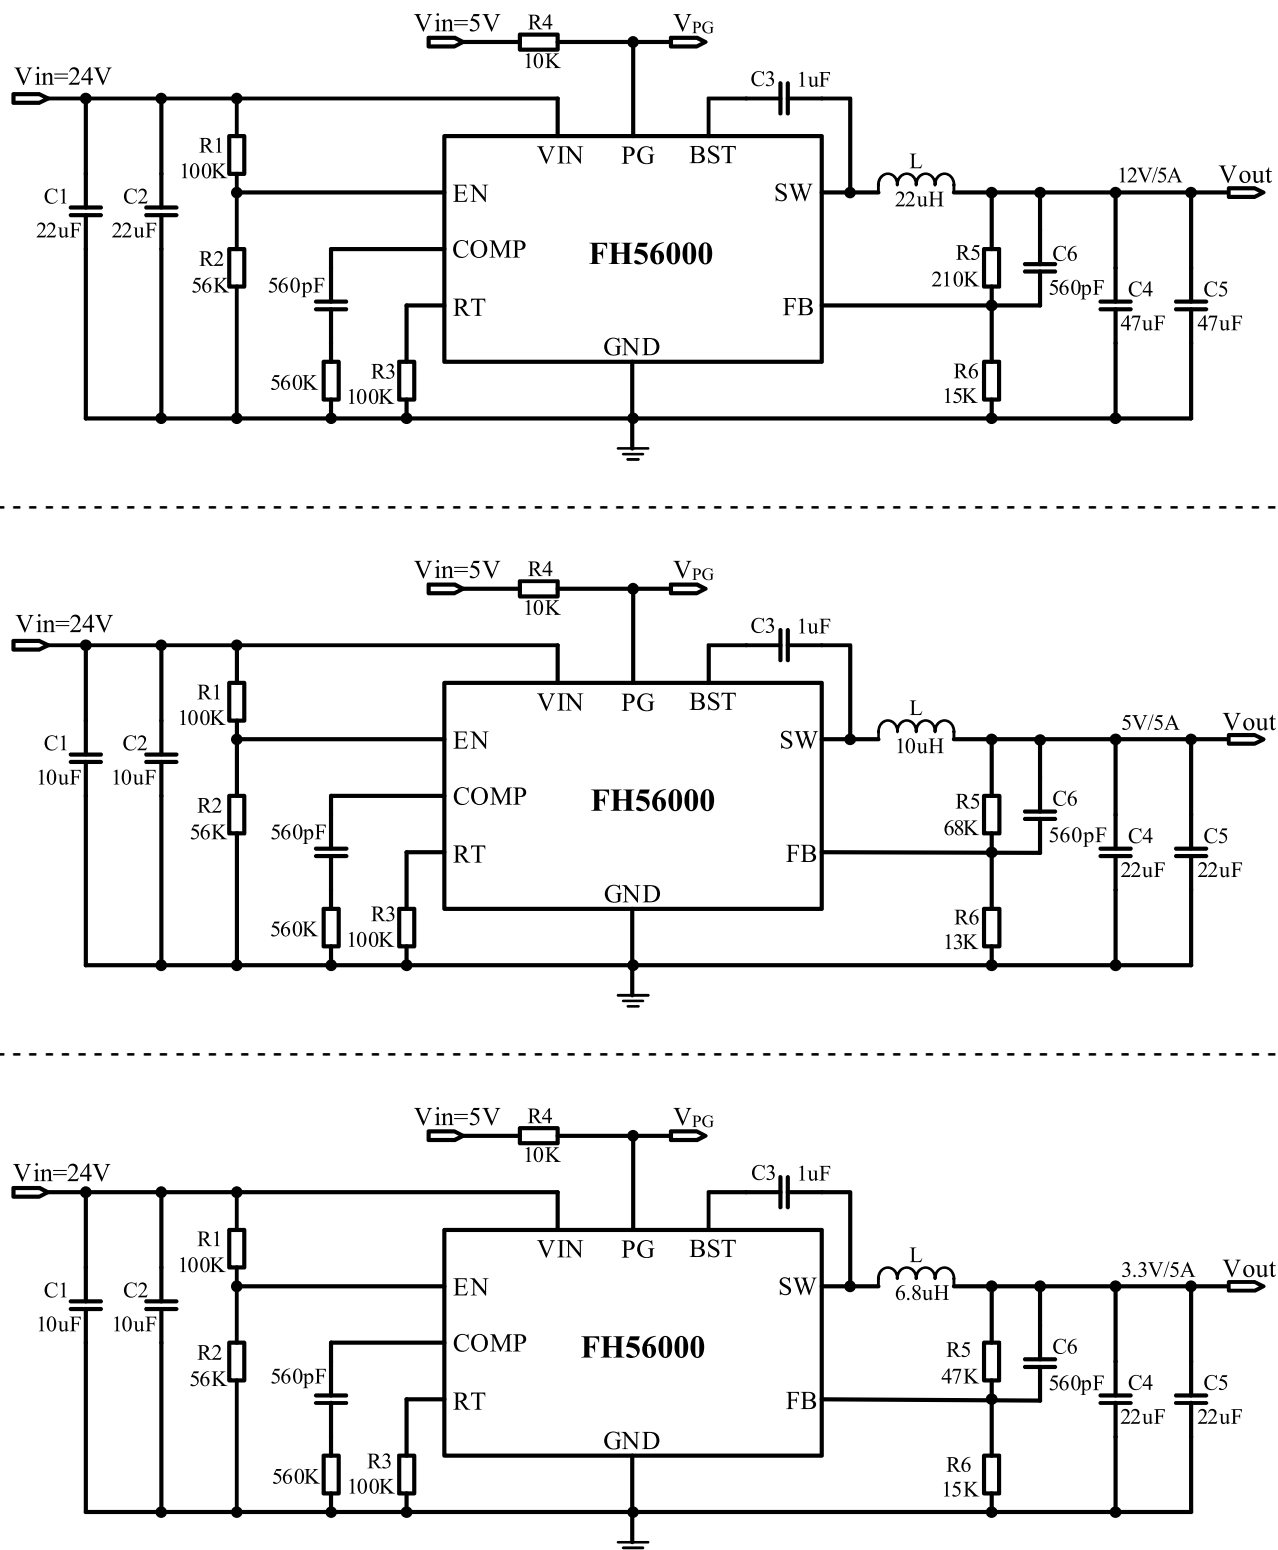 Vin=5V R4 V_PG
10K
Vin=24V
C3 1uF
R1
100K
VIN PG BST
L
22uH
12V/5A Vout
C1
22uF
C2
22uF
EN SW
R2
56K
COMP FH56000
R5
210K
C6
560pF
560pF
RT FB
C4
47uF
C5
47uF
GND
560K
R3
100K
R6
15K
Vin=5V R4 V_PG
10K
Vin=24V
C3 1uF
R1
100K
VIN PG BST
L
10uH
5V/5A Vout
C1
10uF
C2
10uF
EN SW
R2
56K
COMP FH56000
R5
68K
C6
560pF
560pF
RT FB
C4
22uF
C5
22uF
GND
560K
R3
100K
R6
13K
Vin=5V R4 V_PG
10K
Vin=24V
C3 1uF
R1
100K
VIN PG BST
L
6.8uH
3.3V/5A Vout
C1
10uF
C2
10uF
EN SW
R2
56K
COMP FH56000
R5
47K
C6
560pF
560pF
RT FB
C4
22uF
C5
22uF
GND
560K
R3
100K
R6
15K